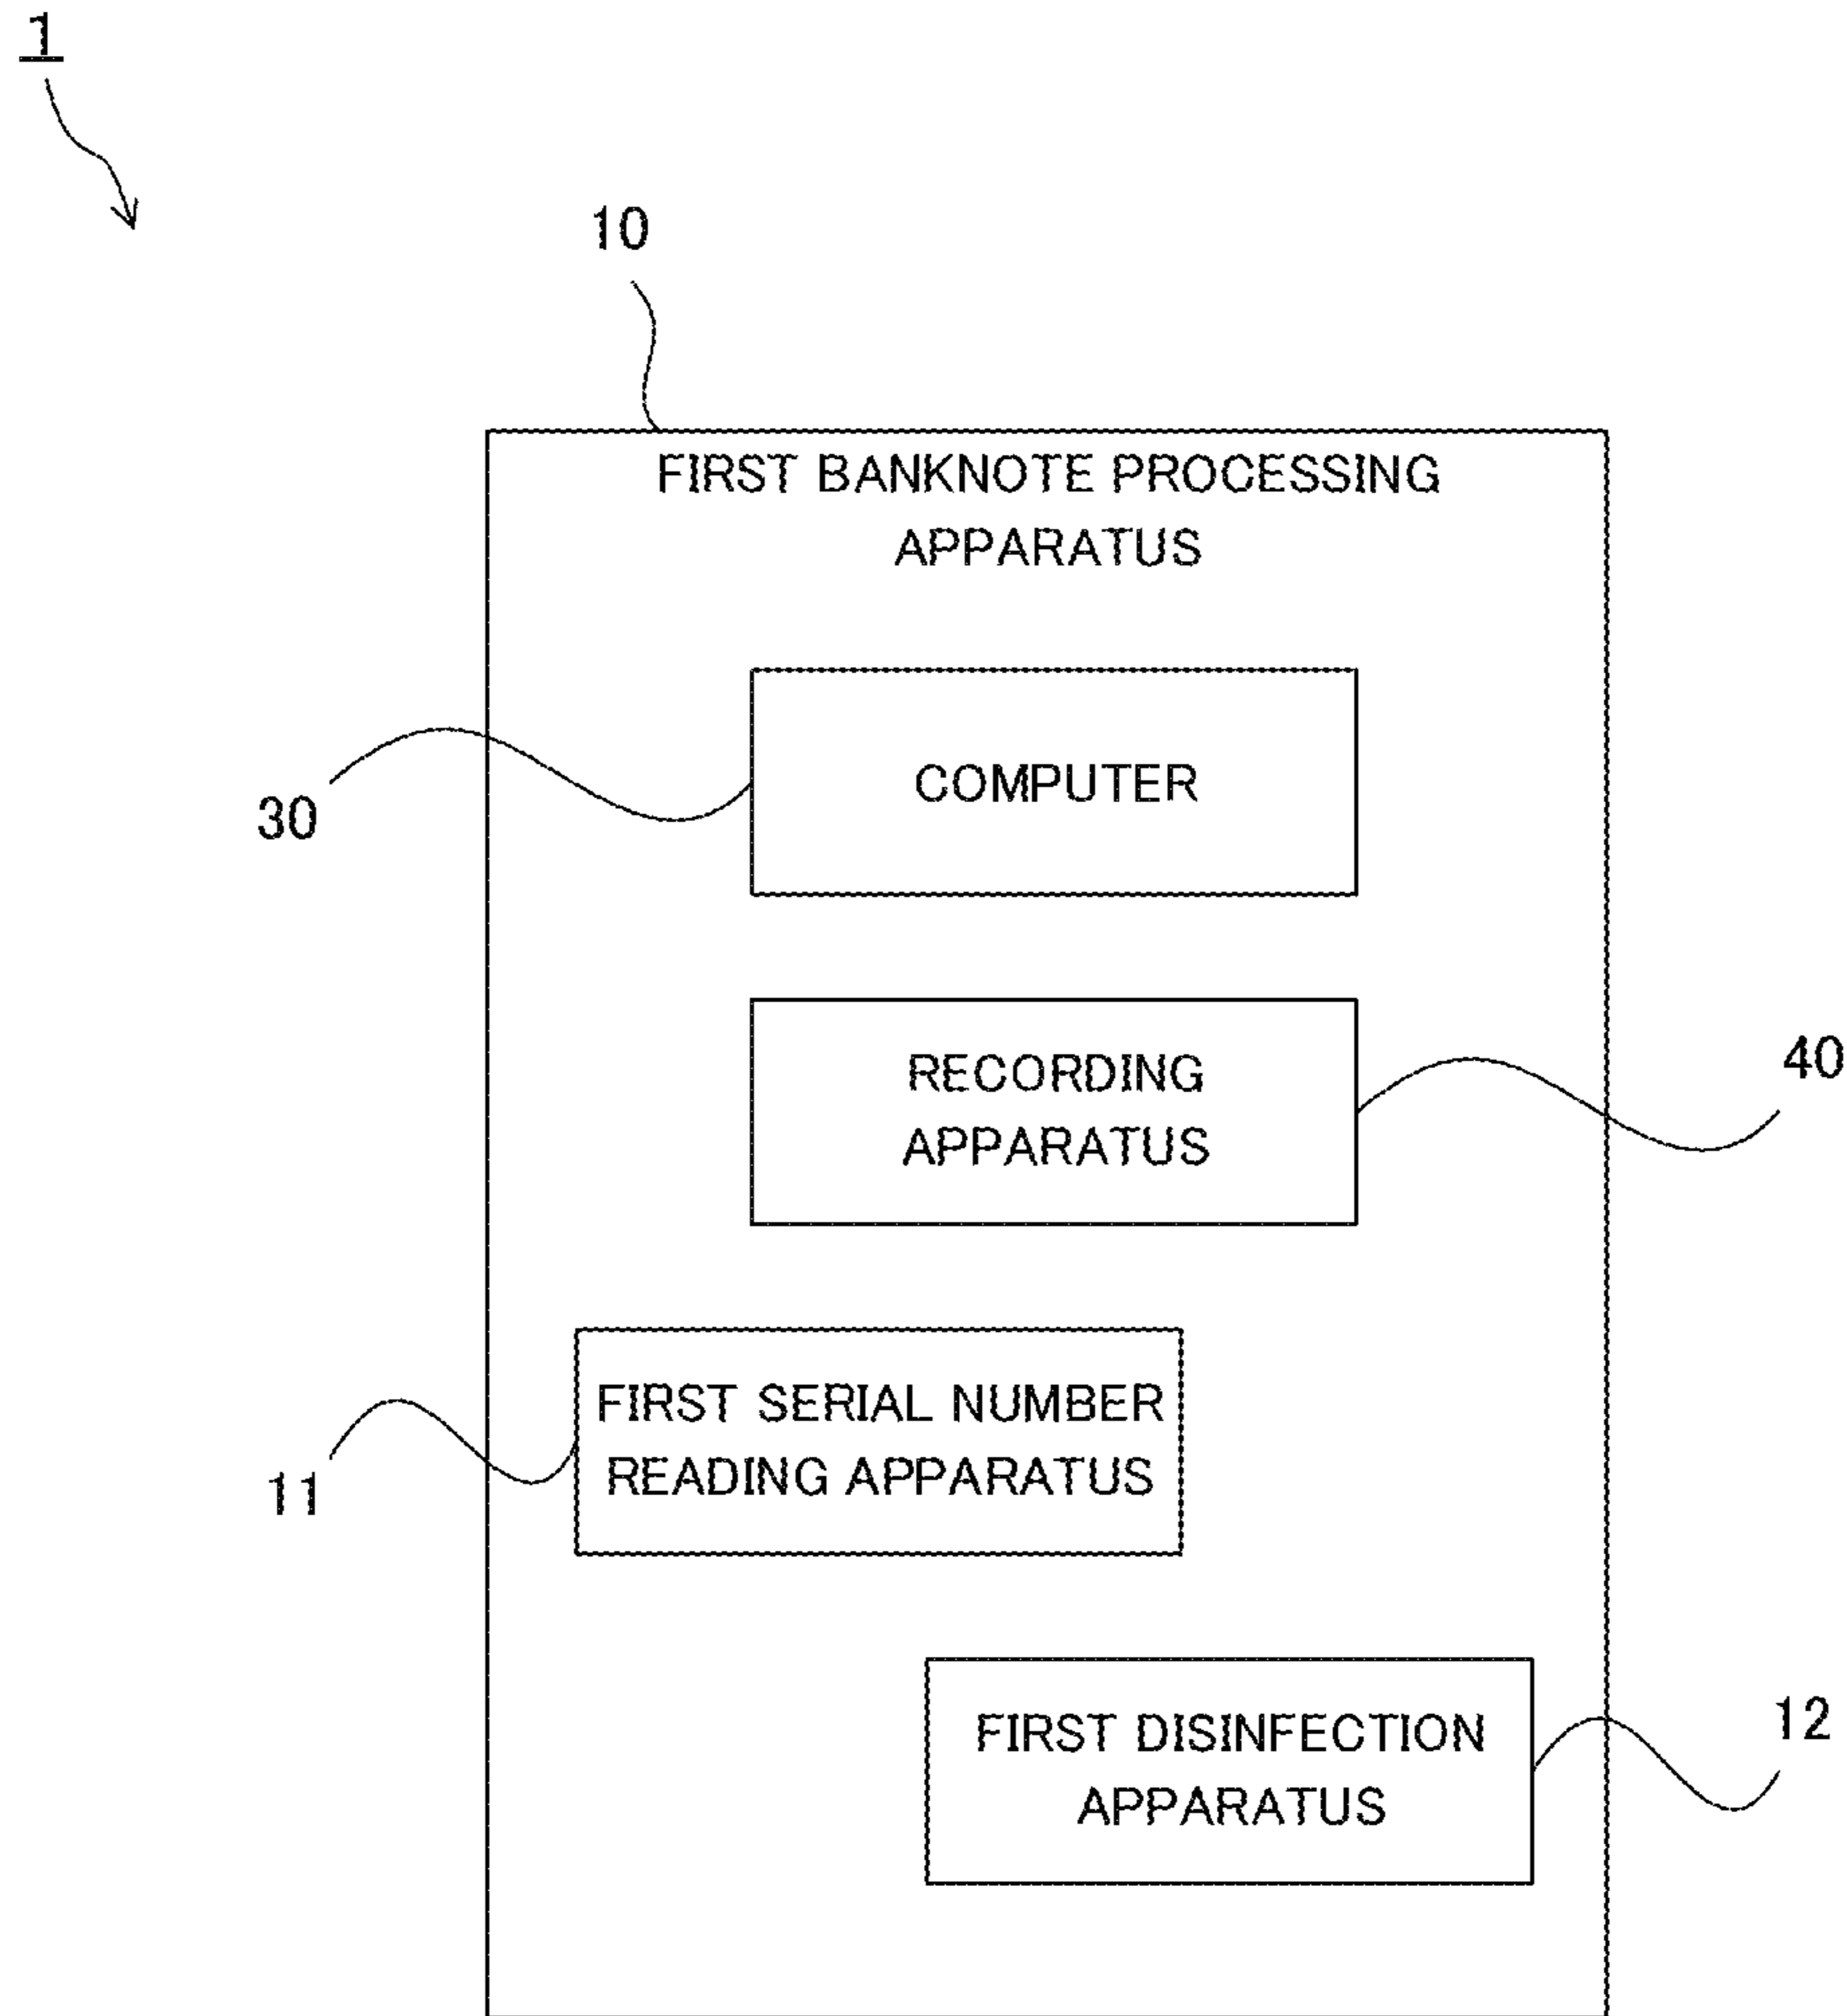 1
10
FIRST BANKNOTE PROCESSING
APPARATUS
COMPUTER
30
RECORDING
APPARATUS
40
FIRST SERIAL NUMBER
READING APPARATUS
11
FIRST DISINFECTION
APPARATUS
12